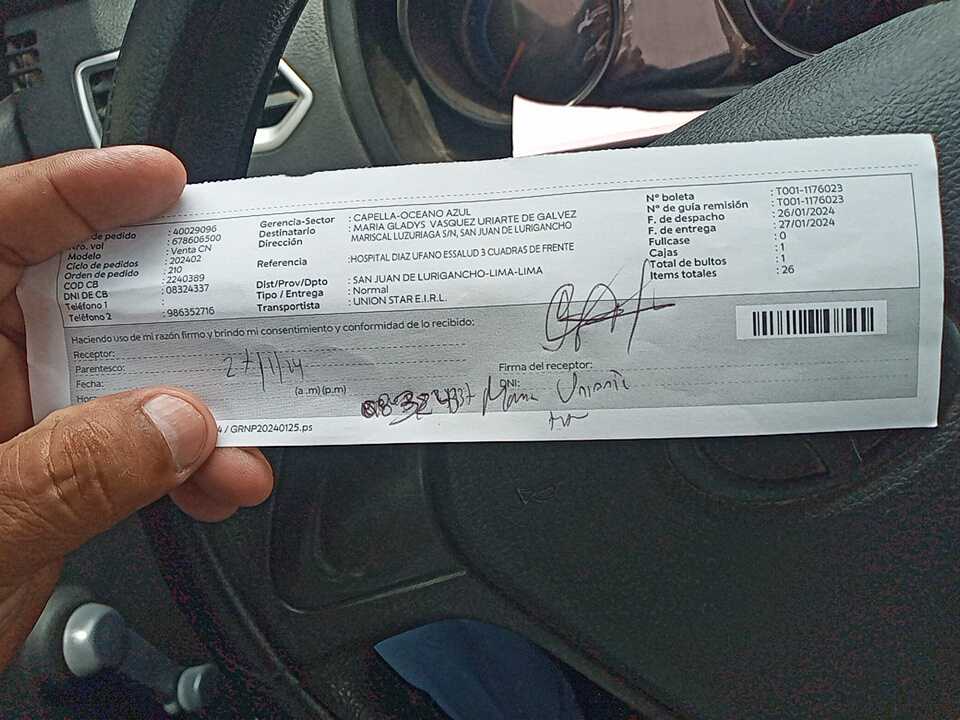 de pedido : 40029096
Nro. vol : 678606500
Modelo : Venta CN
Ciclo de pedidos : 202402
Orden de pedido : 210
COD CB : 2240389
DNI DE CB : 08324337
Teléfono 1 :
Teléfono 2 : 986352716
Gerencia-Sector : CAPELLA-OCEANO AZUL
Destinatario : MARIA GLADYS VASQUEZ URIARTE DE GALVEZ
Dirección MARISCAL LUZURIAGA S/N, SAN JUAN DE LURIGANCHO
Referencia :HOSPITAL DIAZ UFANO ESSALUD 3 CUADRAS DE FRENTE
Dist/Prov/Dpto : SAN JUAN DE LURIGANCHO-LIMA-LIMA
Tipo / Entrega : Normal
Transportista : UNION STAR E.I.R.L.
N° boleta : T001-1176023
N° de guía remisión : T001-1176023
F. de despacho : 26/01/2024
F. de entrega : 27/01/2024
Fullcase : 0
Cajas : 1
Total de bultos : 1
Items totales : 26
Haciendo uso de mi razón firmo y brindo mi consentimiento y conformidad de lo recibido:
Receptor:
Parentesco:
Fecha: 27/1/24
(a .m) (p.m)
Firma del receptor:
DNI: 08324337 Maria Uriarte
4 / GRNP20240125.ps